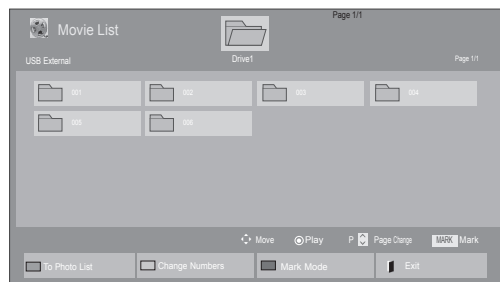 Page 1/1
Movie List
USB External Drive1 Page 1/1
001 002 003 004
005 006
Move Play P Page Change MARK Mark
To Photo List Change Numbers Mark Mode Exit